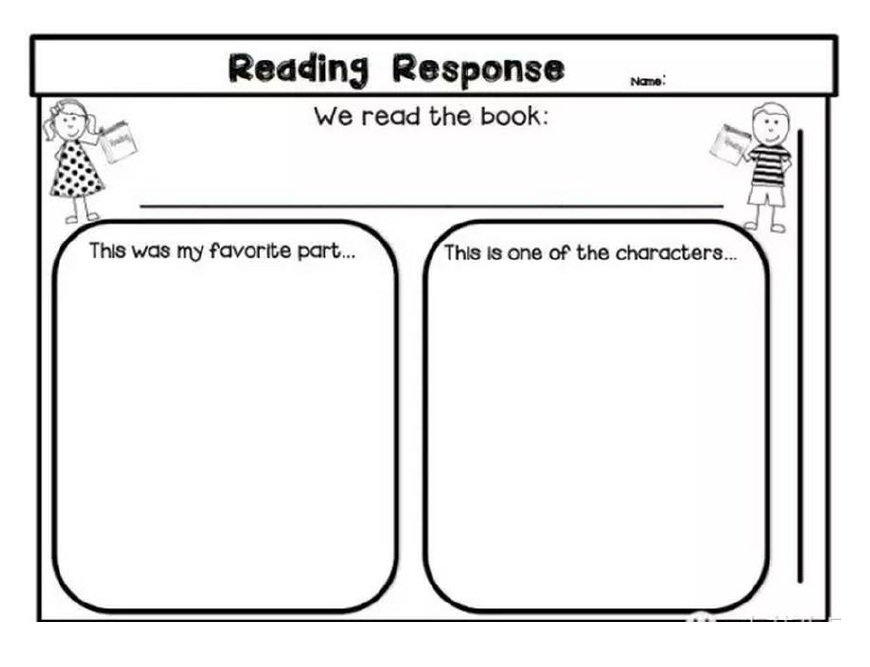 Reading Response
Name:
We read the book:
This was my favorite part...
This is one of the characters...